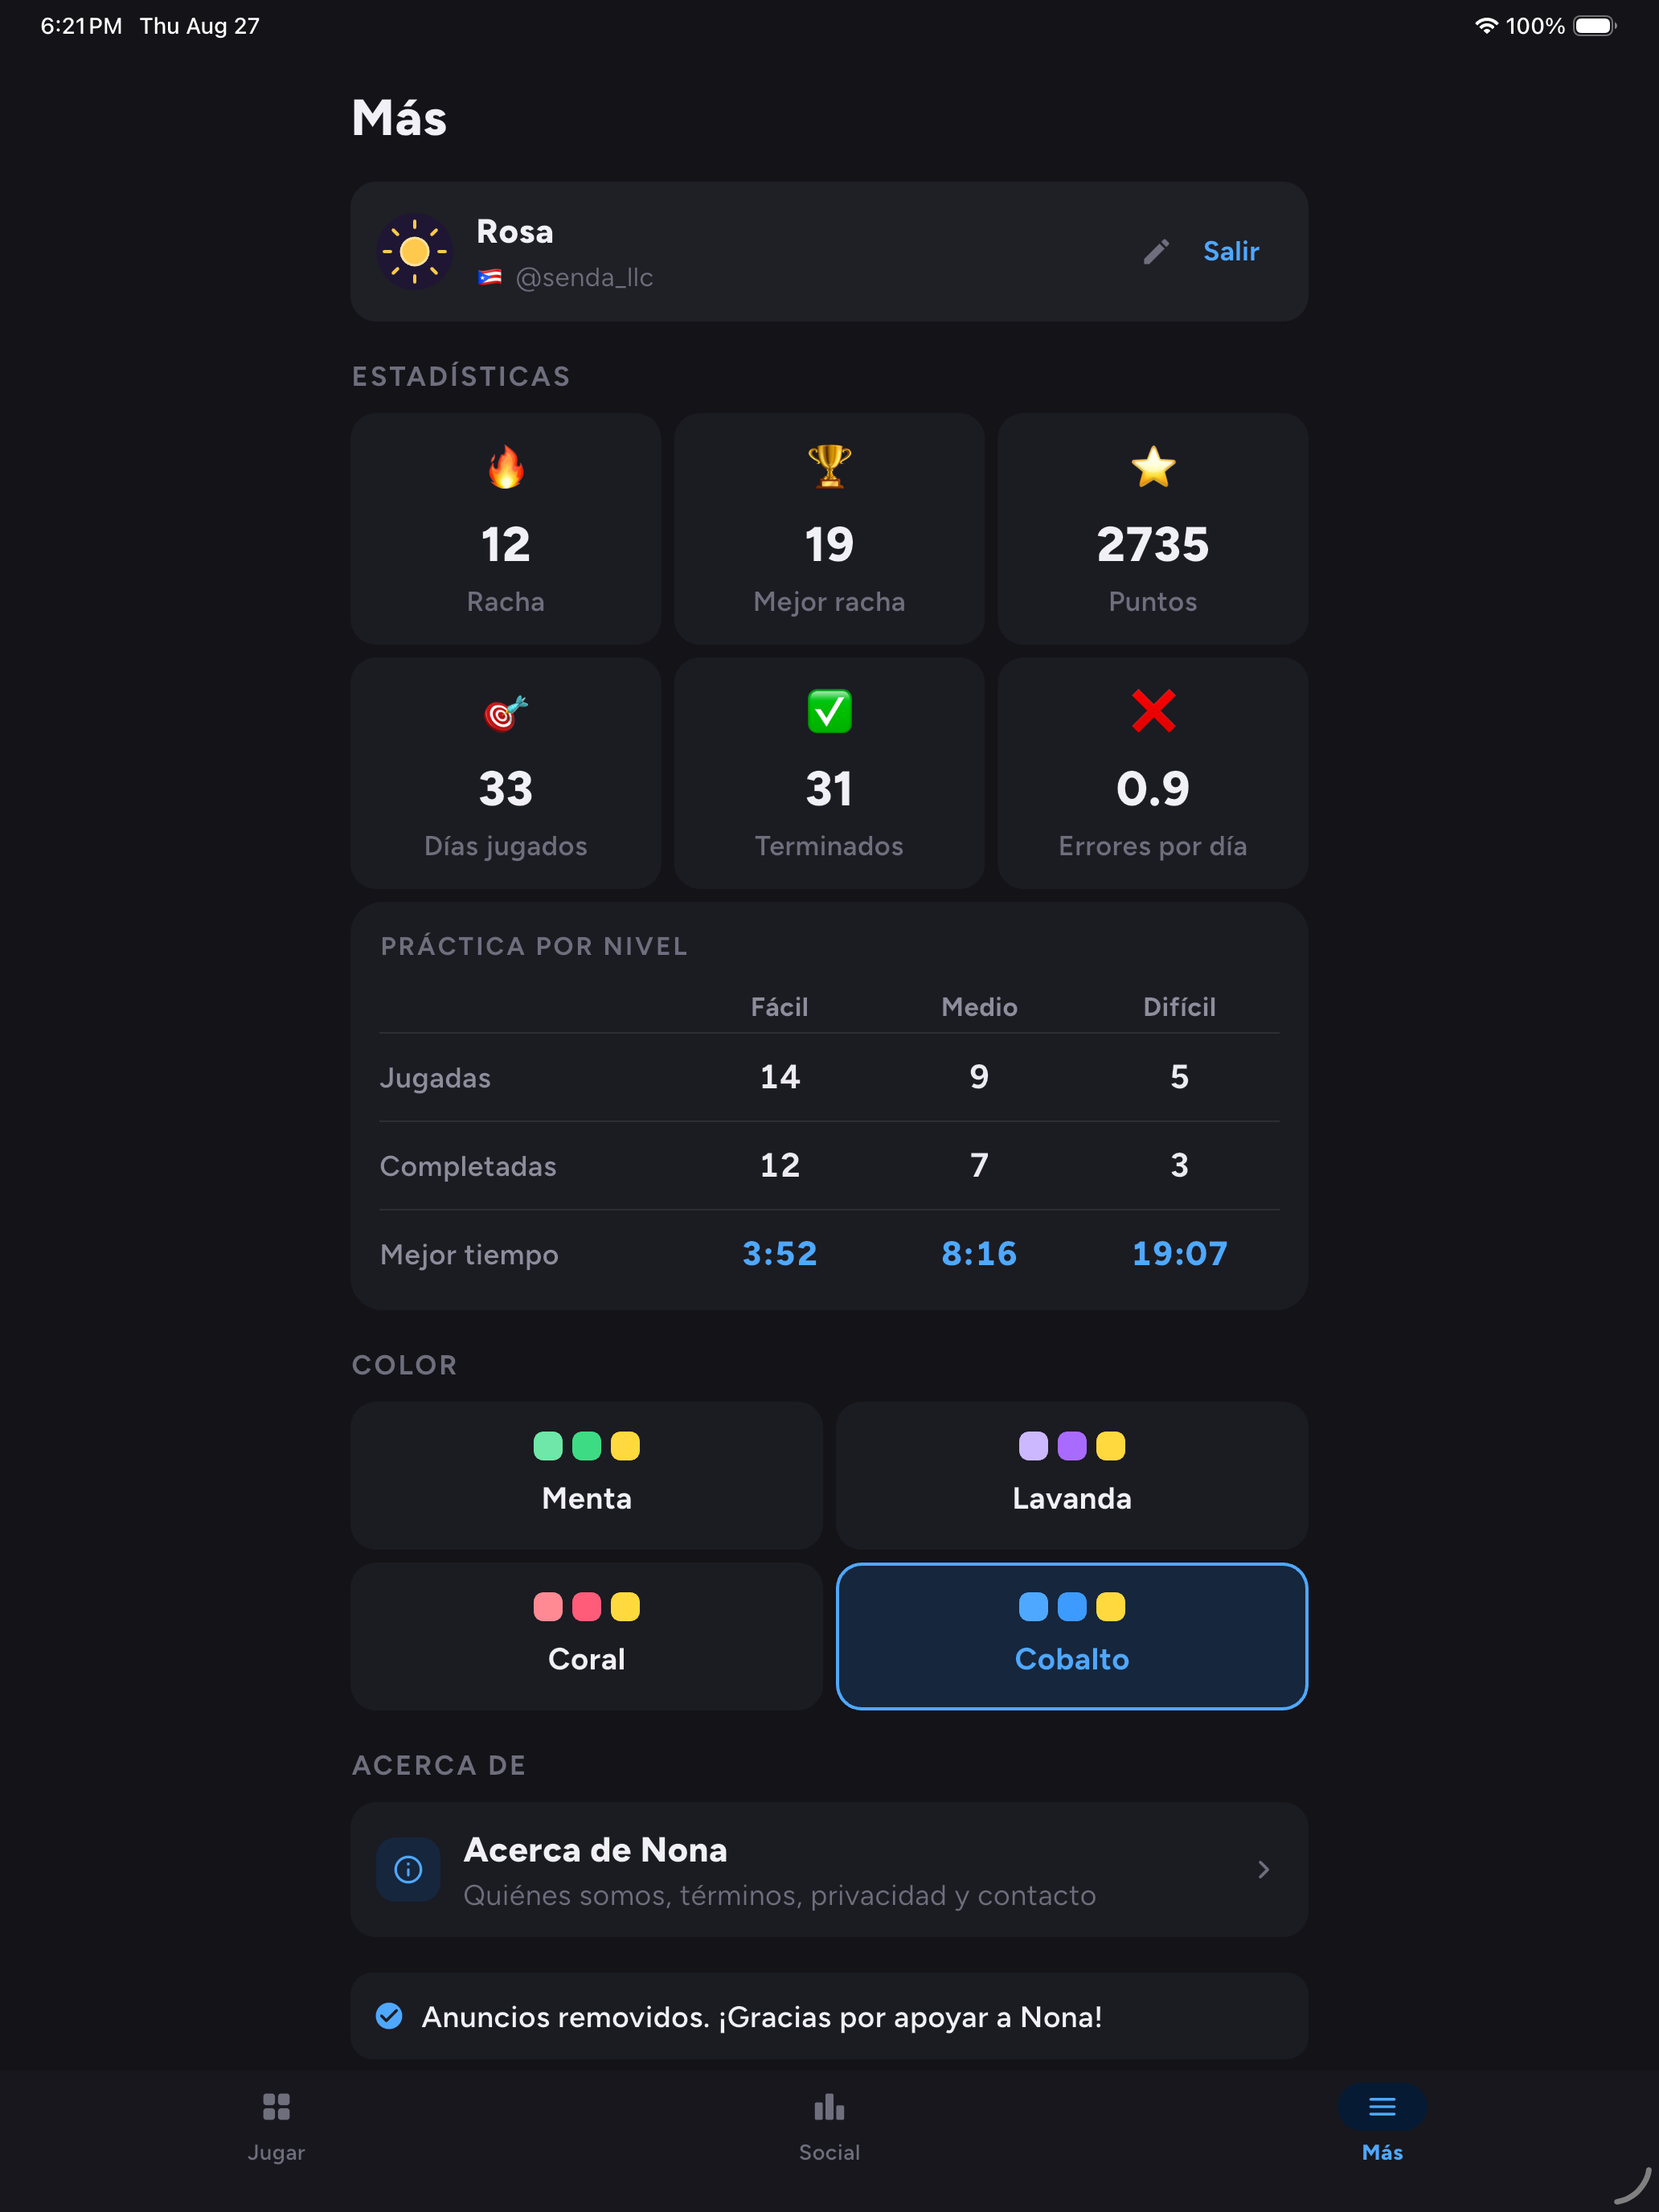 6:21 PM Thu Aug 27
100%
Más
Rosa
@senda_llc
Salir
ESTADÍSTICAS
12
Racha
19
Mejor racha
2735
Puntos
33
Días jugados
31
Terminados
0.9
Errores por día
PRÁCTICA POR NIVEL
Fácil Medio Difícil
Jugadas 14 9 5
Completadas 12 7 3
Mejor tiempo 3:52 8:16 19:07
COLOR
Menta
Lavanda
Coral
Cobalto
ACERCA DE
Acerca de Nona
Quiénes somos, términos, privacidad y contacto
Anuncios removidos. ¡Gracias por apoyar a Nona!
Jugar
Social
Más